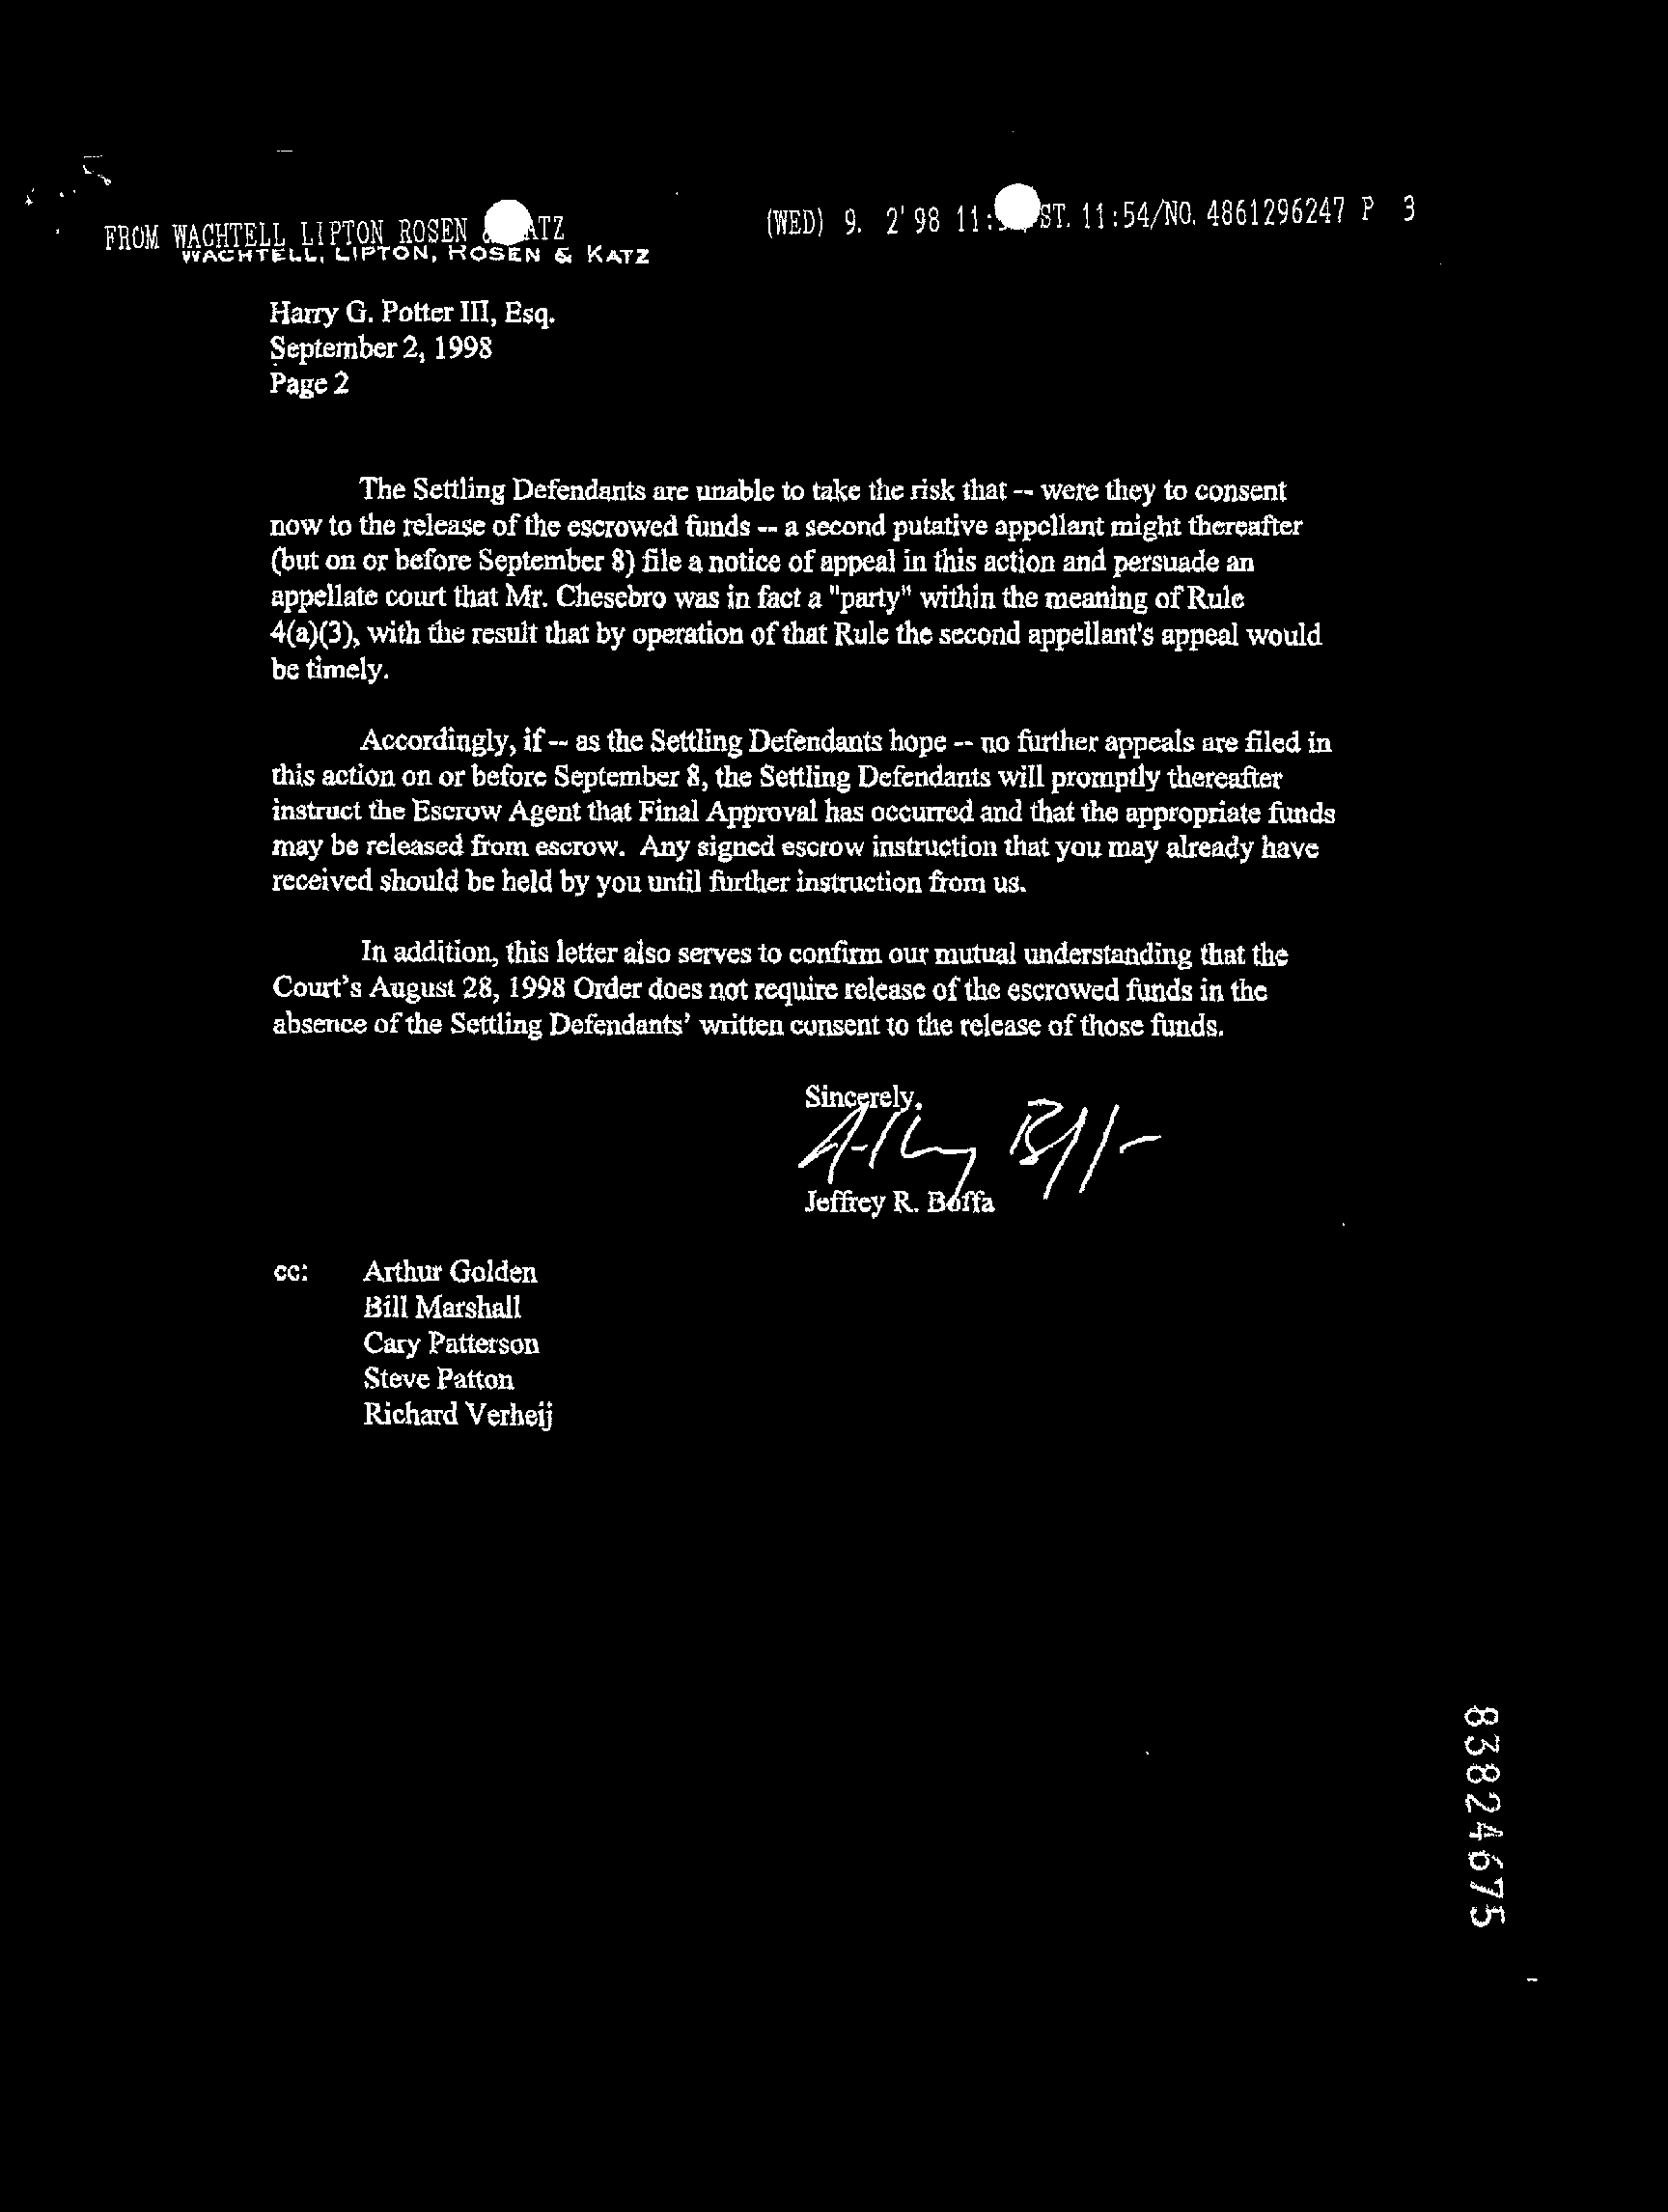 FROM WACHTELL LIPTON ROSEN & KATZ (WED) 9. 2'98 11: ST. 11:54/NO. 4861296247 P 3
WACHTELL, LIPTON, ROSEN & KATZ
Harry G. Potter III, Esq.
September 2, 1998
Page 2
The Settling Defendants are unable to take the risk that -- were they to consent
now to the release of the escrowed funds -- a second putative appellant might thereafter
(but on or before September 8) file a notice of appeal in this action and persuade an
appellate court that Mr. Chesebro was in fact a "party" within the meaning of Rule
4(a)(3), with the result that by operation of that Rule the second appellant's appeal would
be timely.
Accordingly, if -- as the Settling Defendants hope -- no further appeals are filed in
this action on or before September 8, the Settling Defendants will promptly thereafter
instruct the Escrow Agent that Final Approval has occurred and that the appropriate funds
may be released from escrow. Any signed escrow instruction that you may already have
received should be held by you until further instruction from us.
In addition, this letter also serves to confirm our mutual understanding that the
Court's August 28, 1998 Order does not require release of the escrowed funds in the
absence of the Settling Defendants' written consent to the release of those funds.
Sincerely,
Jeffrey R. Boffa
cc: Arthur Golden
Bill Marshall
Cary Patterson
Steve Patton
Richard Verheij
83824675